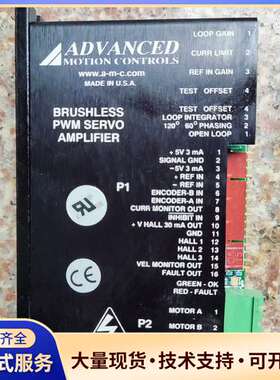 ADVANCED
MOTION CONTROLS
www.a-m-c.com
MADE IN U.S.A.
BRUSHLESS
PWM SERVO
AMPLIFIER
LOOP GAIN 1
CURR LIMIT 2
REF IN GAIN 3
TEST OFFSET 4
TEST OFFSET 4
LOOP INTEGRATOR 3
120° 60° PHASING 2
OPEN LOOP 1
P1
+ 5V 3 mA 1
SIGNAL GND 2
– 5V 3 mA 3
+ REF IN 4
– REF IN 5
ENCODER-B IN 6
ENCODER-A IN 7
CURR MONITOR OUT 8
INHIBIT IN 9
+ V HALL 30 mA OUT 10
GND 11
HALL 1 12
HALL 2 13
HALL 3 14
VEL MONITOR OUT 15
FAULT OUT 16
GREEN - OK
RED - FAULT
P2
MOTOR A 1
MOTOR B 2
齐全
式服务
大量现货·技术支持·可开